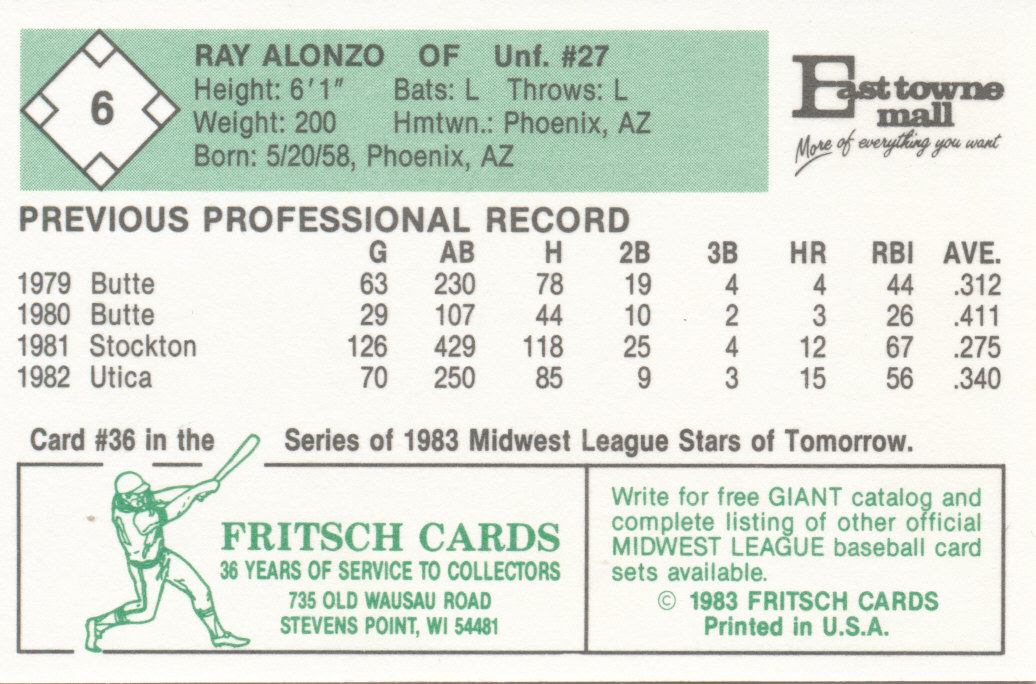 6
RAY ALONZO OF Unf. #27
Height: 6'1" Bats: L Throws: L
Weight: 200 Hmtwn.: Phoenix, AZ
Born: 5/20/58, Phoenix, AZ
East towne
mall
More of everything you want
PREVIOUS PROFESSIONAL RECORD
G AB H 2B 3B HR RBI AVE.
1979 Butte 63 230 78 19 4 4 44 .312
1980 Butte 29 107 44 10 2 3 26 .411
1981 Stockton 126 429 118 25 4 12 67 .275
1982 Utica 70 250 85 9 3 15 56 .340
Card #36 in the Series of 1983 Midwest League Stars of Tomorrow.
FRITSCH CARDS
36 YEARS OF SERVICE TO COLLECTORS
735 OLD WAUSAU ROAD
STEVENS POINT, WI 54481
Write for free GIANT catalog and
complete listing of other official
MIDWEST LEAGUE baseball card
sets available.
© 1983 FRITSCH CARDS
Printed in U.S.A.